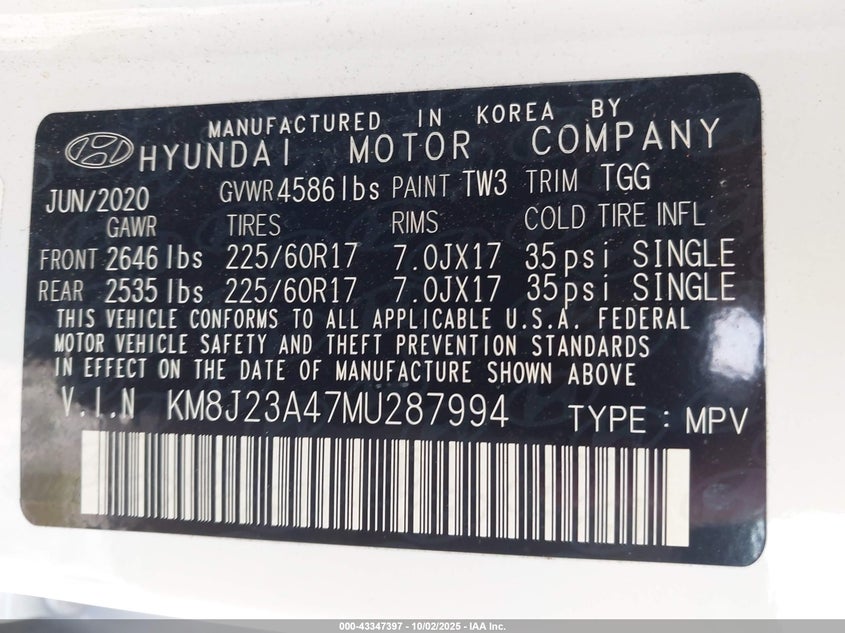 MANUFACTURED IN KOREA BY
HYUNDAI MOTOR COMPANY
JUN/2020 GVWR 4586 lbs PAINT TW3 TRIM TGG
GAWR TIRES RIMS COLD TIRE INFL
FRONT 2646 lbs 225/60R17 7.0JX17 35psi SINGLE
REAR 2535 lbs 225/60R17 7.0JX17 35psi SINGLE
THIS VEHICLE CONFORMS TO ALL APPLICABLE U.S.A. FEDERAL
MOTOR VEHICLE SAFETY AND THEFT PREVENTION STANDARDS
IN EFFECT ON THE DATE OF MANUFACTURE SHOWN ABOVE.
V.I.N KM8J23A47MU287994 TYPE : MPV
000-43347397 - 10/02/2025 - IAA Inc.